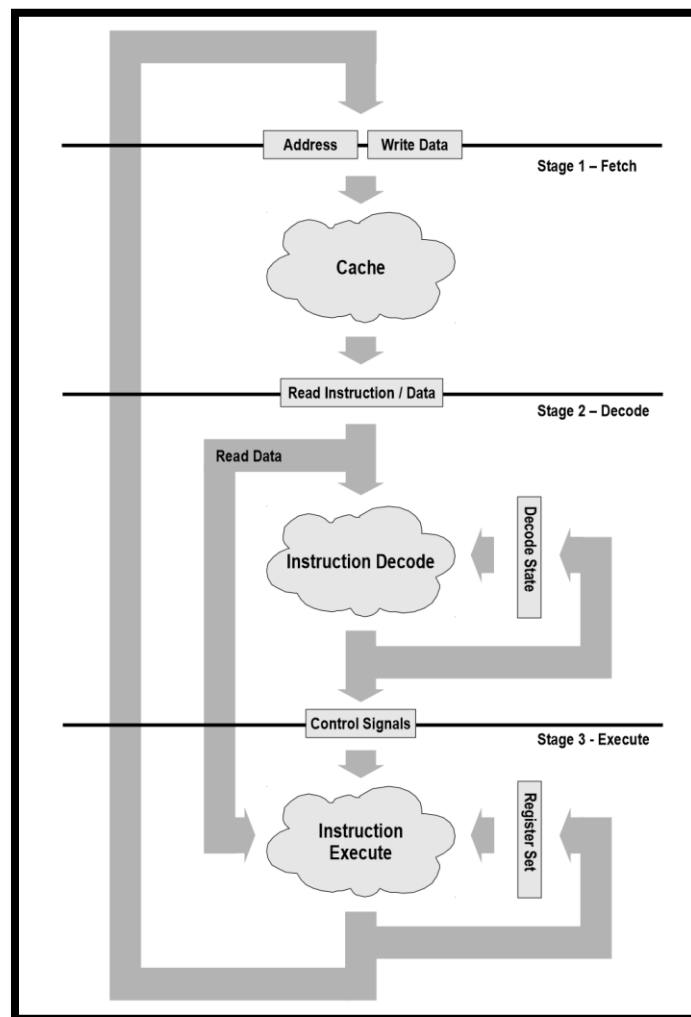 Address
Write Data
Stage 1 – Fetch
Cache
Read Instruction / Data
Stage 2 – Decode
Read Data
Instruction Decode
Decode State
Control Signals
Stage 3 - Execute
Instruction
Execute
Register Set